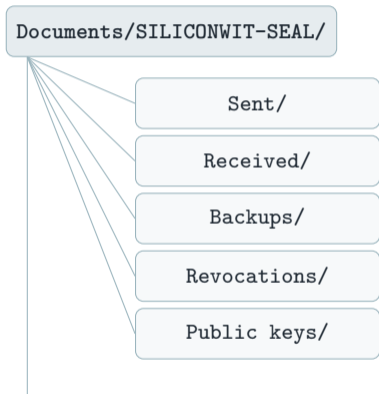 Documents/SILICONWIT-SEAL/
Sent/
Received/
Backups/
Revocations/
Public keys/